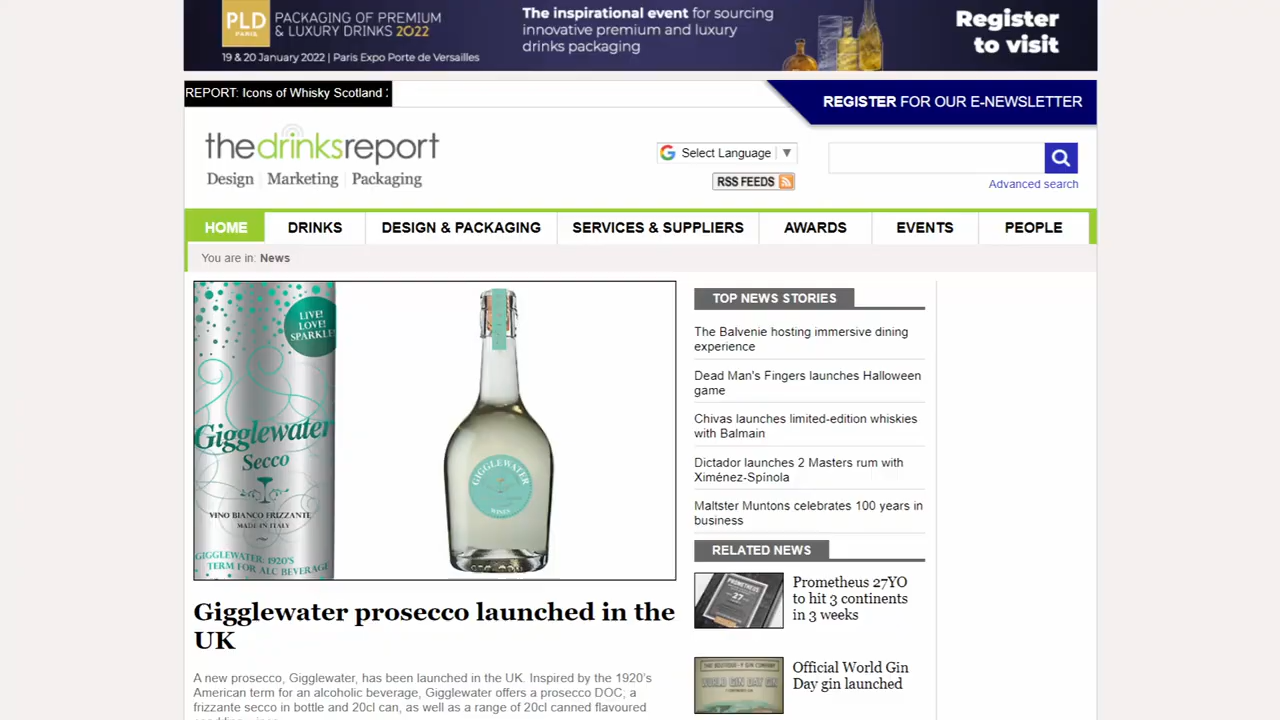 PLD
PARIS
PACKAGING OF PREMIUM
& LUXURY DRINKS 2022
19 & 20 January 2022 | Paris Expo Porte de Versailles
The inspirational event for sourcing
innovative premium and luxury
drinks packaging
Register
to visit
REPORT: Icons of Whisky Scotland
REGISTER FOR OUR E-NEWSLETTER
thedrinksreport
Design | Marketing | Packaging
Select Language
RSS FEEDS
Advanced search
HOME
DRINKS
DESIGN & PACKAGING
SERVICES & SUPPLIERS
AWARDS
EVENTS
PEOPLE
You are in: News
LIVE!
LOVE!
SPARKLE!
Gigglewater
Secco
VINO BIANCO FRIZZANTE
MADE IN ITALY
GIGGLEWATER: 1920'S
TERM FOR ALC BEVERAGE
GIGGLEWATER
WINES
Gigglewater prosecco launched in the
UK
A new prosecco, Gigglewater, has been launched in the UK. Inspired by the 1920's
American term for an alcoholic beverage, Gigglewater offers a prosecco DOC; a
frizzante secco in bottle and 20cl can, as well as a range of 20cl canned flavoured
TOP NEWS STORIES
The Balvenie hosting immersive dining
experience
Dead Man's Fingers launches Halloween
game
Chivas launches limited-edition whiskies
with Balmain
Dictador launches 2 Masters rum with
Ximénez-Spínola
Maltster Muntons celebrates 100 years in
business
RELATED NEWS
PROMETHEUS
27
Prometheus 27YO
to hit 3 continents
in 3 weeks
WORLD GIN DAY GIN
Official World Gin
Day gin launched